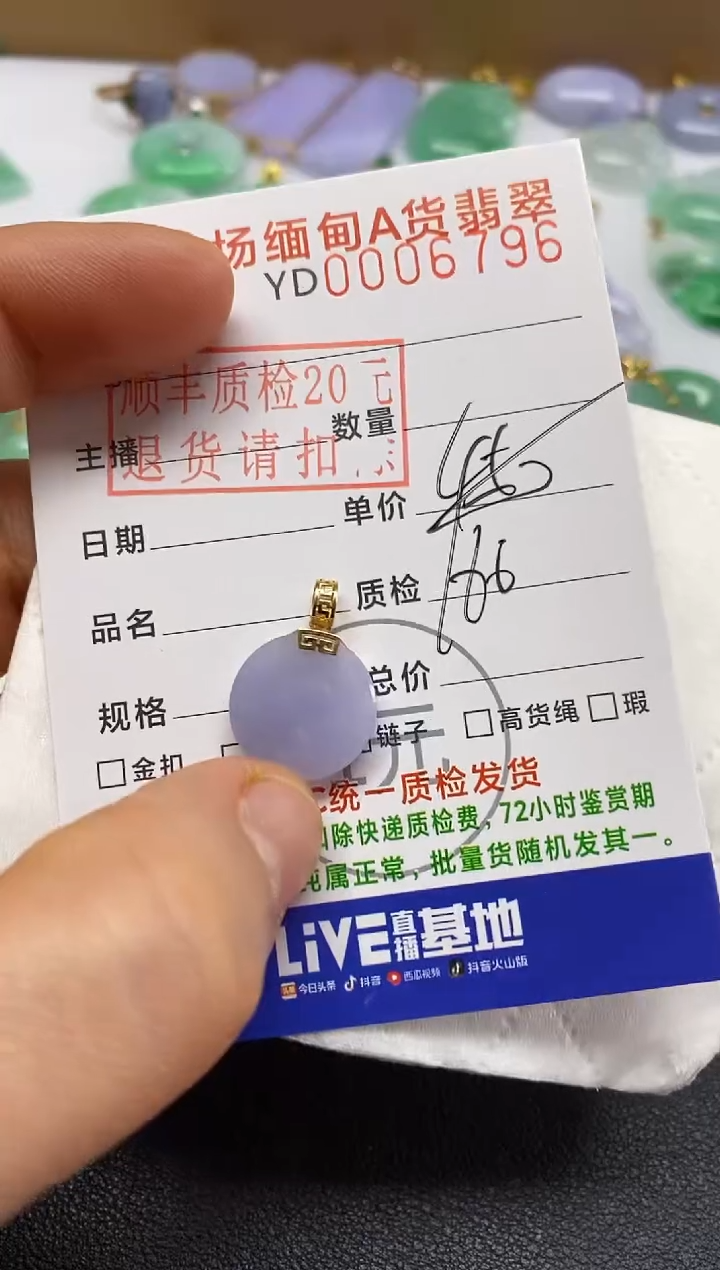 场缅甸A货翡翠
YD0006796
顺丰质检20元
退货请扣
主播
数量
日期
单价
品名
质检
规格
总价
金扣
链子
高货绳
瑕
统一质检发货
扣除快递质检费，72小时鉴赏期
纯属正常，批量货随机发其一。
LiVE直播基地
今日头条 抖音 西瓜视频 抖音火山版